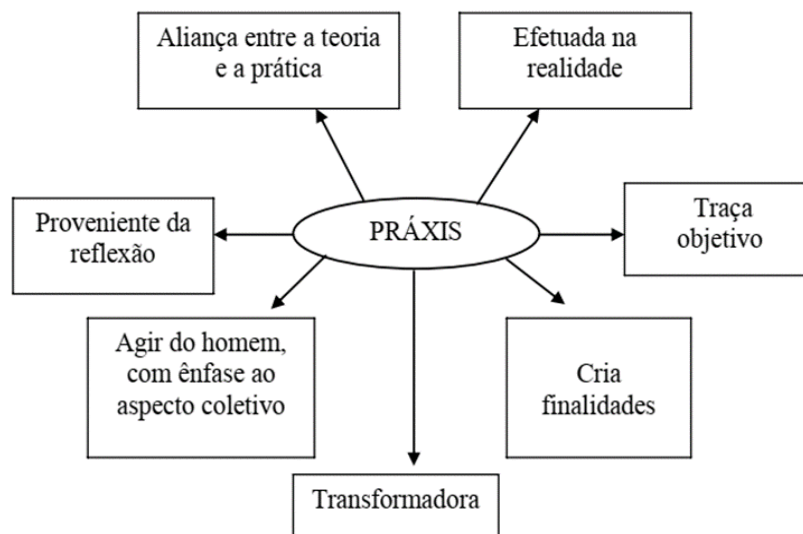 Aliança entre a teoria
e a prática
Efetuada na
realidade
Proveniente da
reflexão
PRÁXIS
Traça
objetivo
Agir do homem,
com ênfase ao
aspecto coletivo
Cria
finalidades
Transformadora